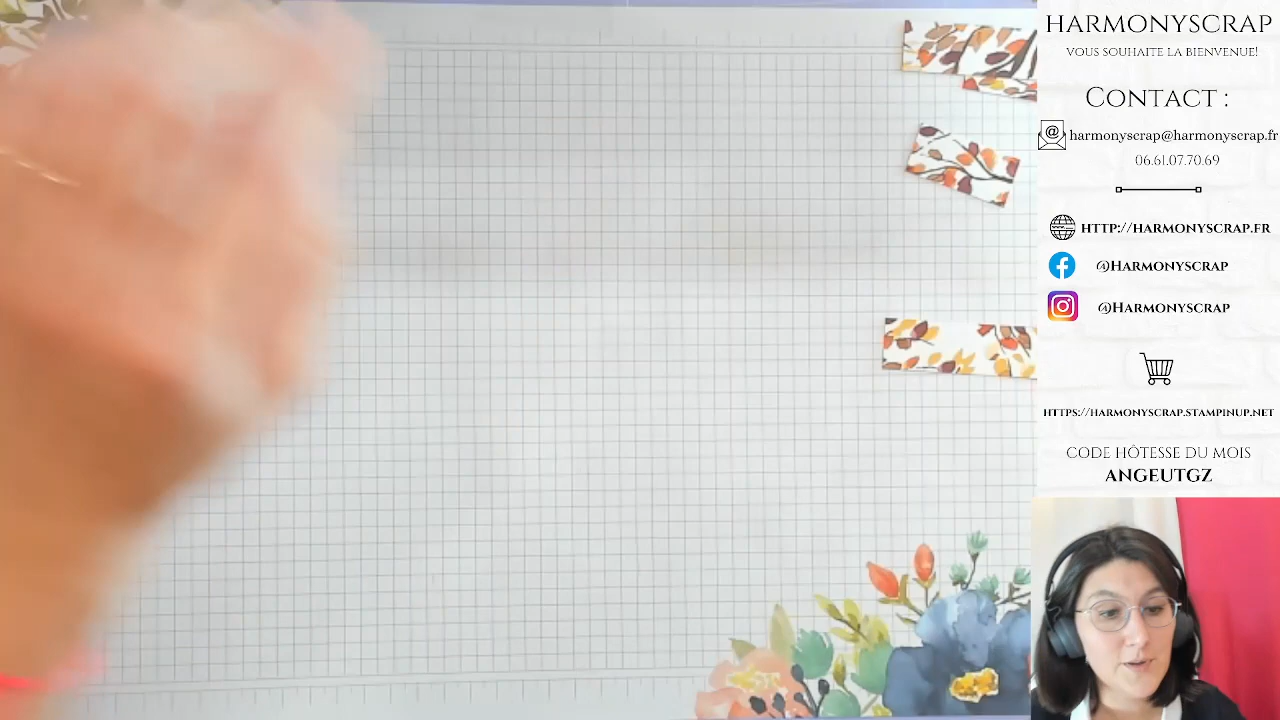 HARMONYSCRAP
VOUS SOUHAITE LA BIENVENUE!
CONTACT :
harmonyscrap@harmonyscrap.fr
06.61.07.70.69
HTTP://HARMONYSCRAP.FR
@HARMONYSCRAP
@HARMONYSCRAP
HTTPS://HARMONYSCRAP.STAMPINUP.NET
CODE HÔTESSE DU MOIS
ANGEUTGZ